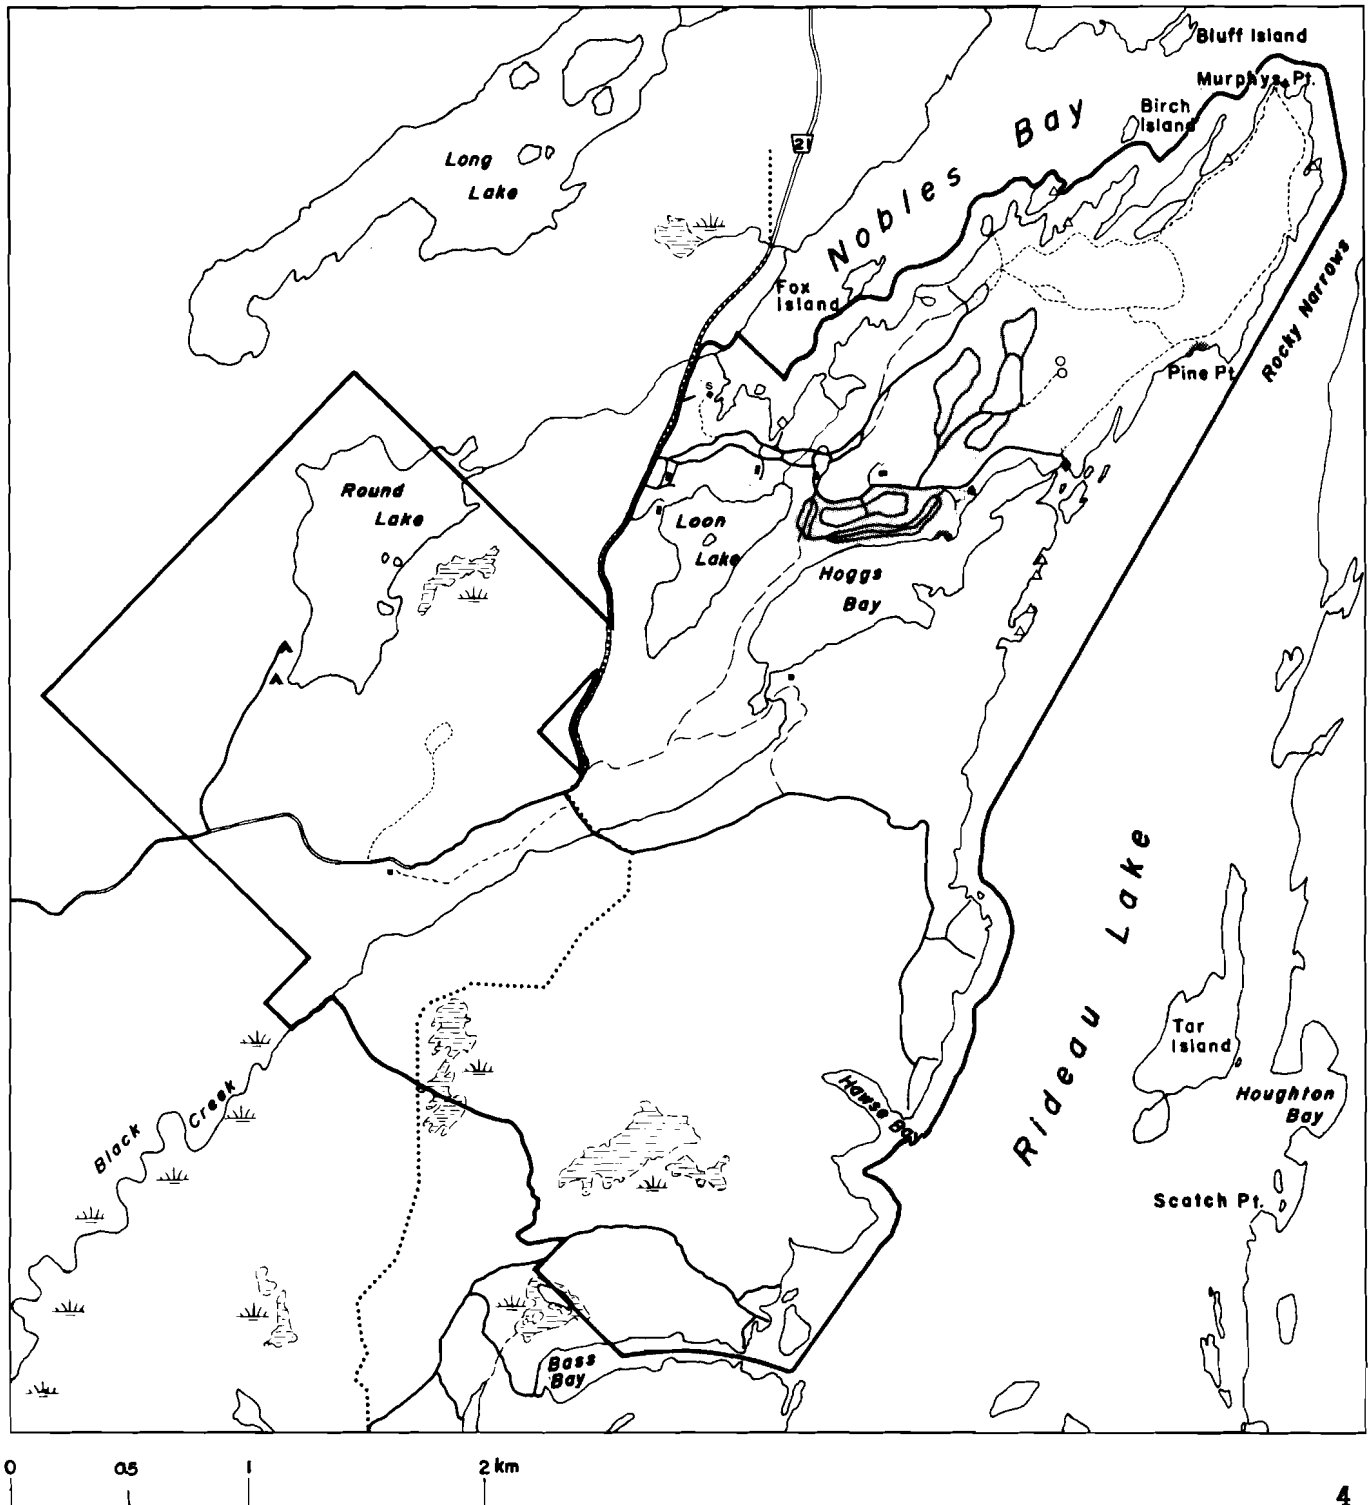 Bluff Island
Murphys Pt.
Birch
Island
Nobles Bay
21
Long
Lake
Fox
Island
Rocky Narrows
Pine Pt.
S
Round
Lake
Loon
Lake
Hoggs
Bay
Rideau Lake
Tar
Island
Houghton
Bay
Hawse Bay
Black Creek
Scatch Pt.
Bass
Bay
0 0.5 1 2 km
4